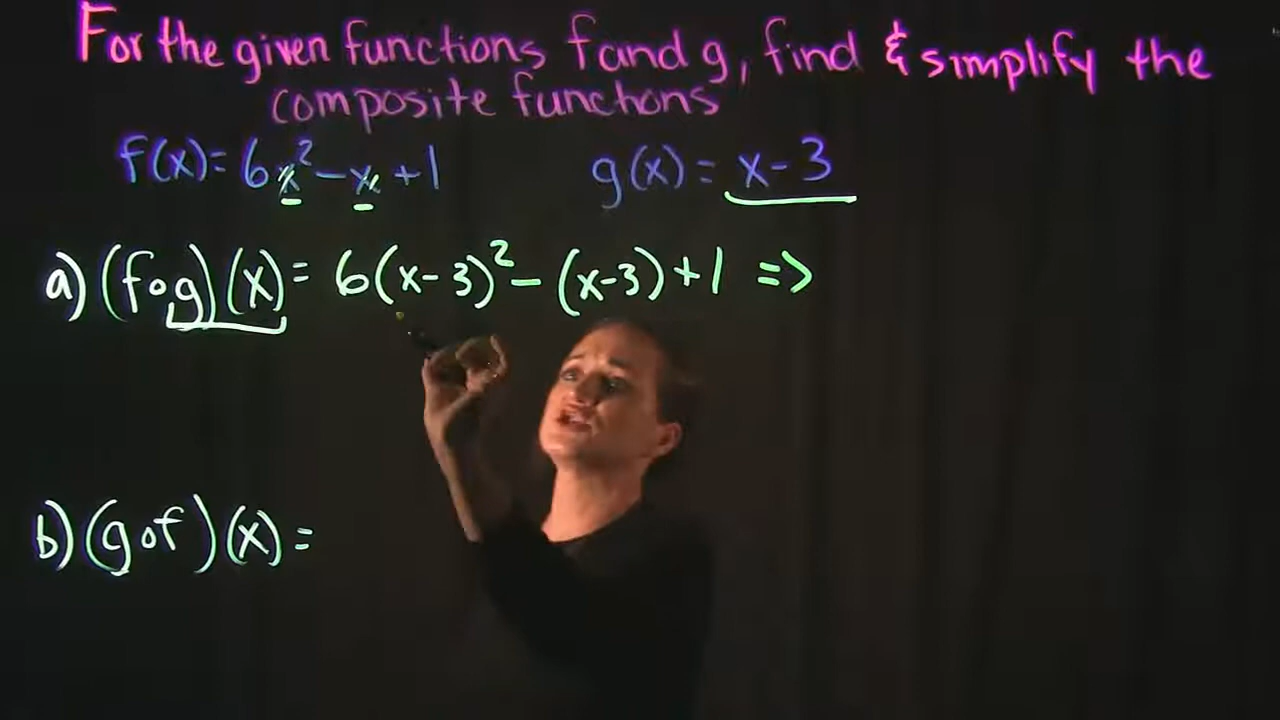 For the given functions f and g, find & simplify the
composite functions
f(x) = 6x² - x + 1 g(x) = x - 3
a) (f∘g)(x) = 6(x-3)² - (x-3) + 1 =>
b) (g∘f)(x) =